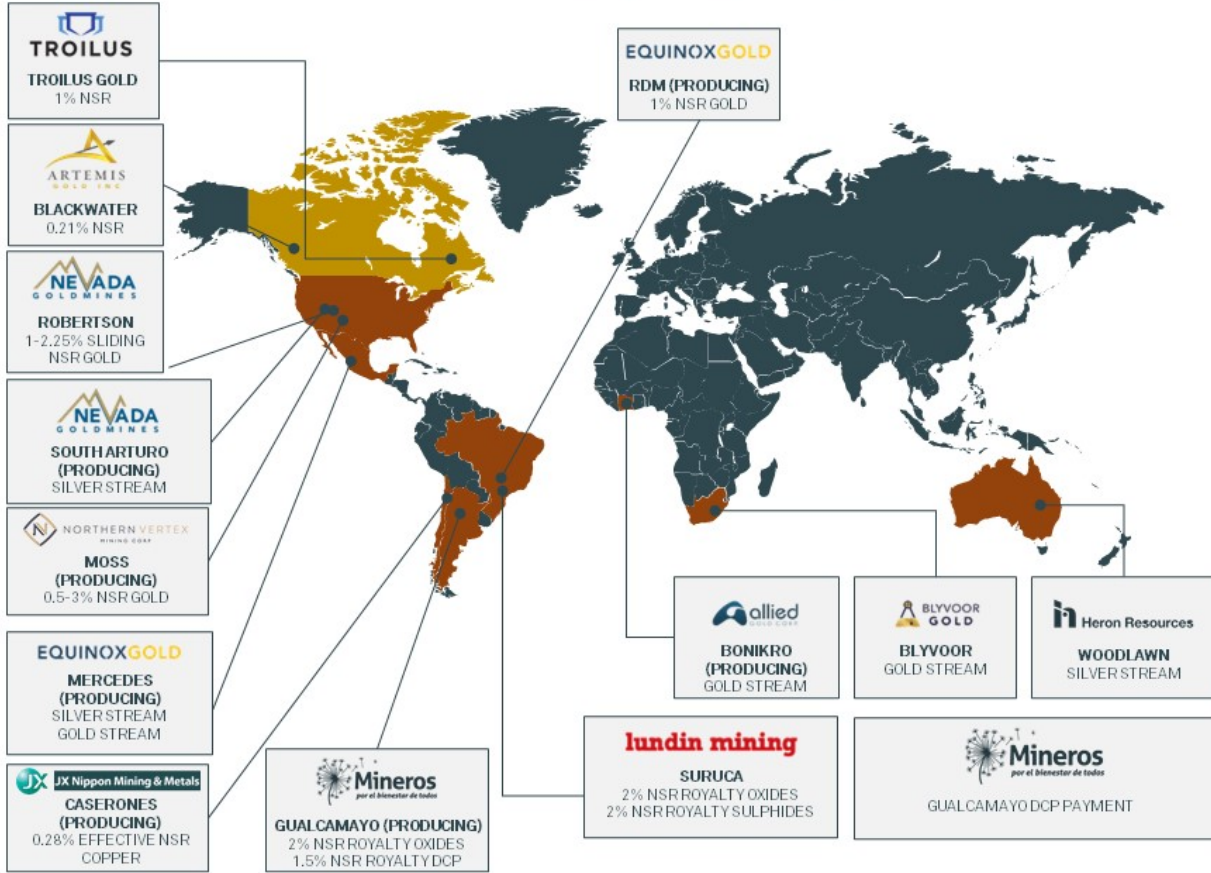 TROILUS
TROILUS GOLD
1% NSR
ARTEMIS
GOLD INC
BLACKWATER
0.21% NSR
NEVADA
GOLDMINES
ROBERTSON
1-2.25% SLIDING
NSR GOLD
NEVADA
GOLDMINES
SOUTH ARTURO
(PRODUCING)
SILVER STREAM
N NORTHERN VERTEX
MINING CORP
MOSS
(PRODUCING)
0.5-3% NSR GOLD
EQUINOXGOLD
MERCEDES
(PRODUCING)
SILVER STREAM
GOLD STREAM
JX JX Nippon Mining & Metals
CASERONES
(PRODUCING)
0.28% EFFECTIVE NSR
COPPER
EQUINOXGOLD
RDM (PRODUCING)
1% NSR GOLD
Mineros
por el bienestar de todos
GUALCAMAYO (PRODUCING)
2% NSR ROYALTY OXIDES
1.5% NSR ROYALTY DCP
allied
GOLD CORP
BONIKRO
(PRODUCING)
GOLD STREAM
BLYVOOR
GOLD
BLYVOOR
GOLD STREAM
Heron Resources
WOODLAWN
SILVER STREAM
lundin mining
SURUCA
2% NSR ROYALTY OXIDES
2% NSR ROYALTY SULPHIDES
Mineros
por el bienestar de todos
GUALCAMAYO DCP PAYMENT